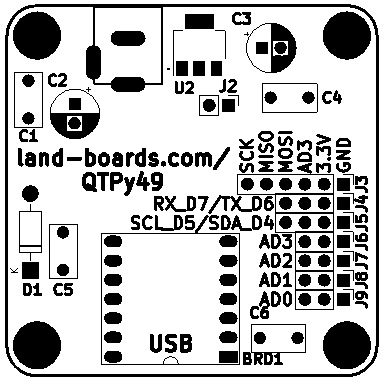 C3
C2
U2
J2
C4
C1
land-boards.com/
QTPy49
SCK
MISO
MOSI
AD3
3.3V
GND
J3
RX_D7/TX_D6
J4
SCL_D5/SDA_D4
J5
AD3
J6
AD2
J7
AD1
J8
AD0
J9
K
D1
C5
C6
USB
BRD1